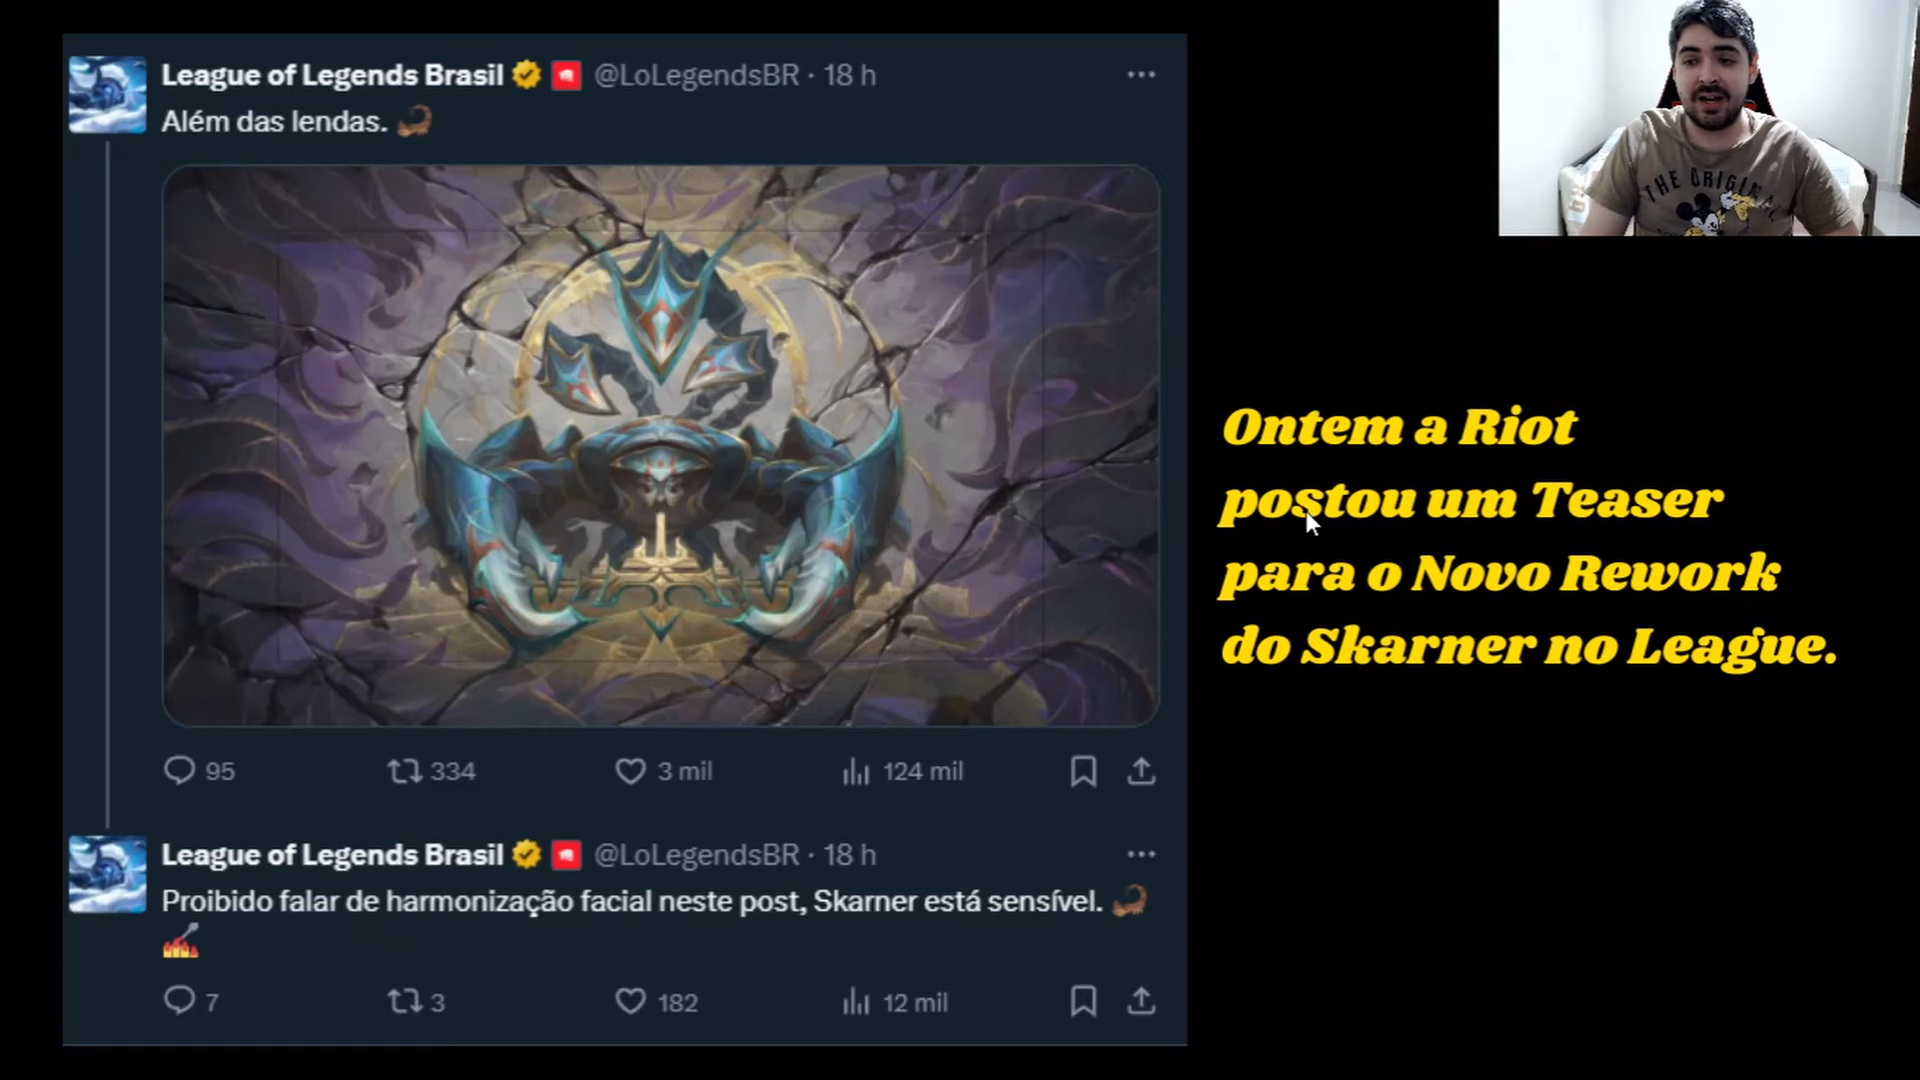 League of Legends Brasil @LoLegendsBR · 18 h
Além das lendas.
95 334 3 mil 124 mil
League of Legends Brasil @LoLegendsBR · 18 h
Proibido falar de harmonização facial neste post, Skarner está sensível.
7 3 182 12 mil
THE ORIGINAL
Ontem a Riot
postou um Teaser
para o Novo Rework
do Skarner no League.